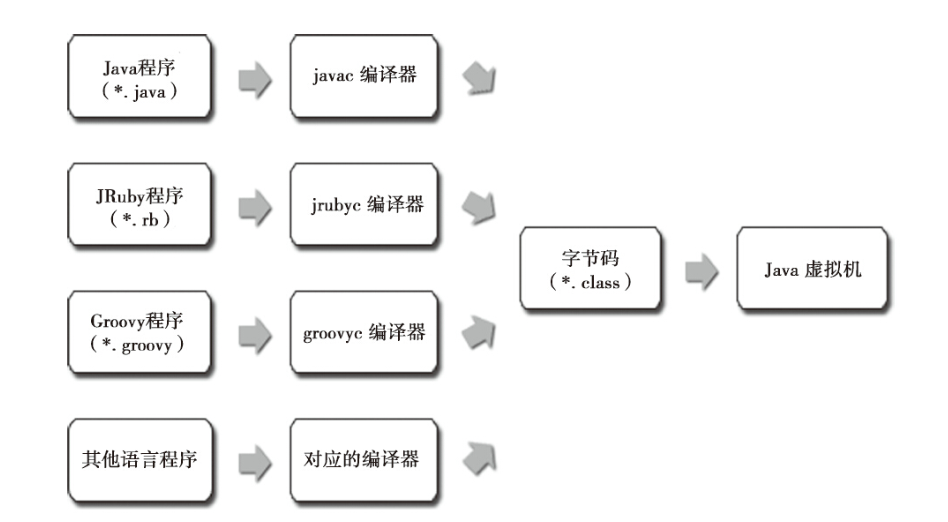 Java程序
（*. java）
javac 编译器
JRuby程序
（*. rb）
jrubyc 编译器
字节码
（*. class）
Java 虚拟机
Groovy程序
（*. groovy）
groovyc 编译器
其他语言程序
对应的编译器